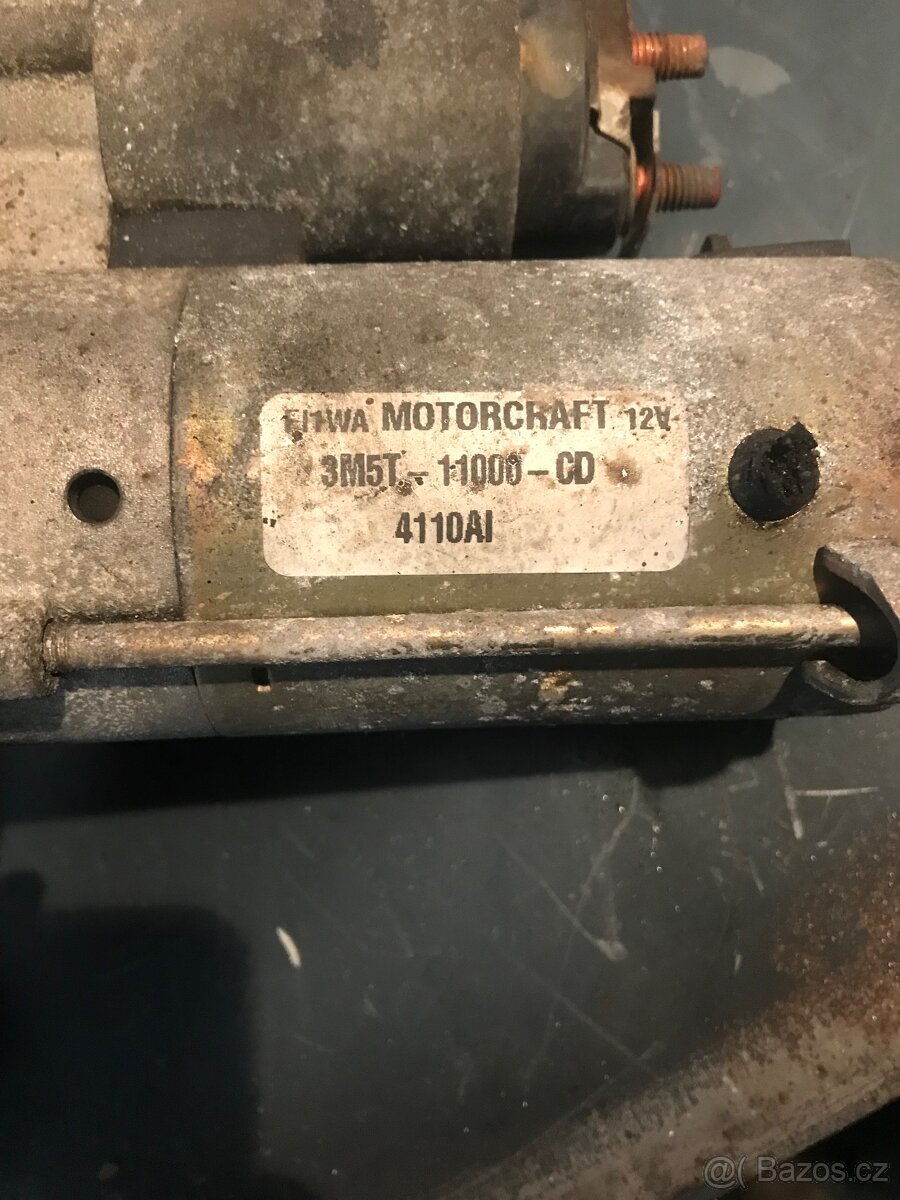 MOTORCRAFT 12V
3M5T-11000-CD
4110AI
@( Bazos.cz